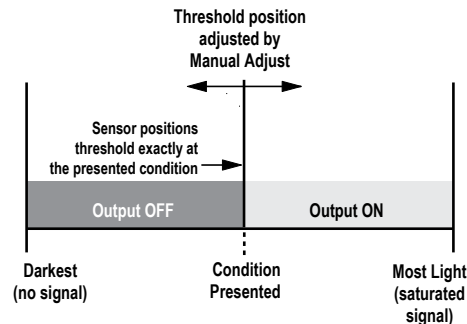 Threshold position
adjusted by
Manual Adjust
Sensor positions
threshold exactly at
the presented condition
Output OFF
Output ON
Darkest
(no signal)
Condition
Presented
Most Light
(saturated
signal)